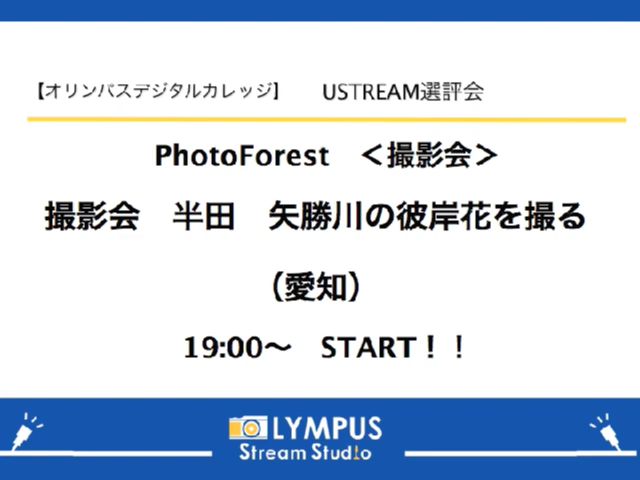 【オリンパスデジタルカレッジ】 USTREAM選評会
PhotoForest <撮影会>
撮影会 半田 矢勝川の彼岸花を撮る
(愛知)
19:00~ START!!
OLYMPUS
Stream Studio